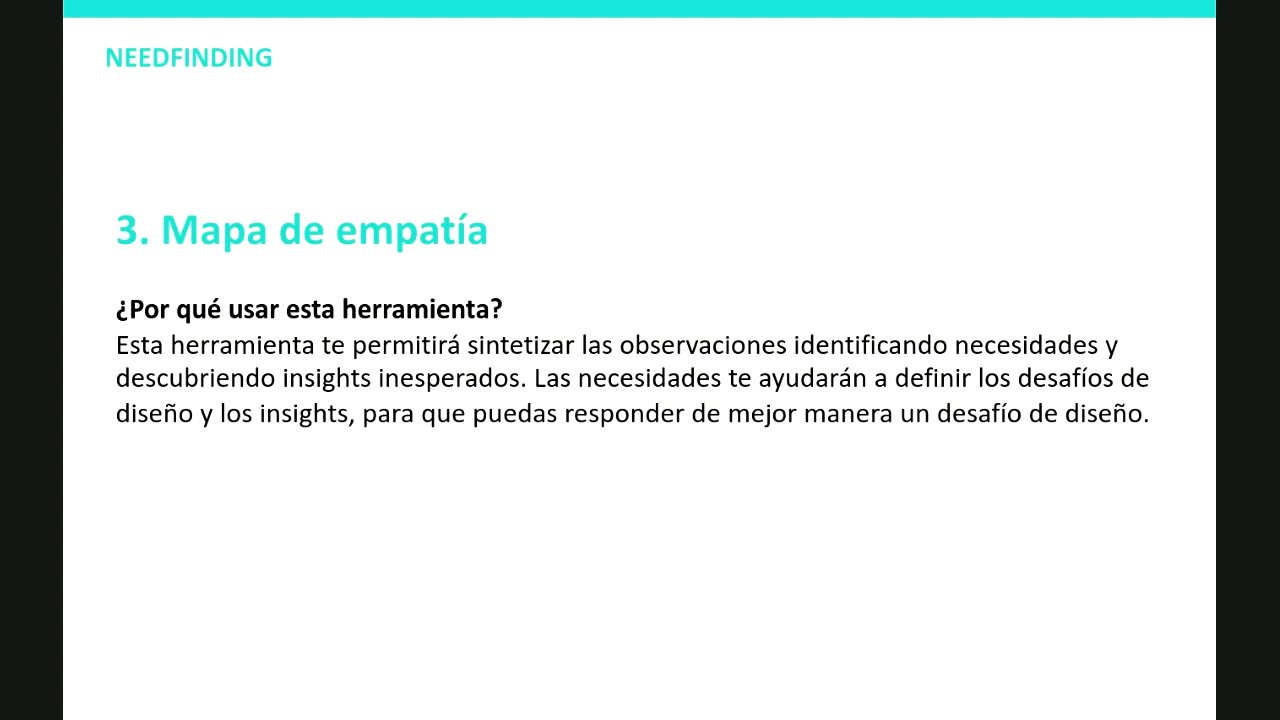 NEEDFINDING
3. Mapa de empatía
¿Por qué usar esta herramienta?
Esta herramienta te permitirá sintetizar las observaciones identificando necesidades y
descubriendo insights inesperados. Las necesidades te ayudarán a definir los desafíos de
diseño y los insights, para que puedas responder de mejor manera un desafío de diseño.